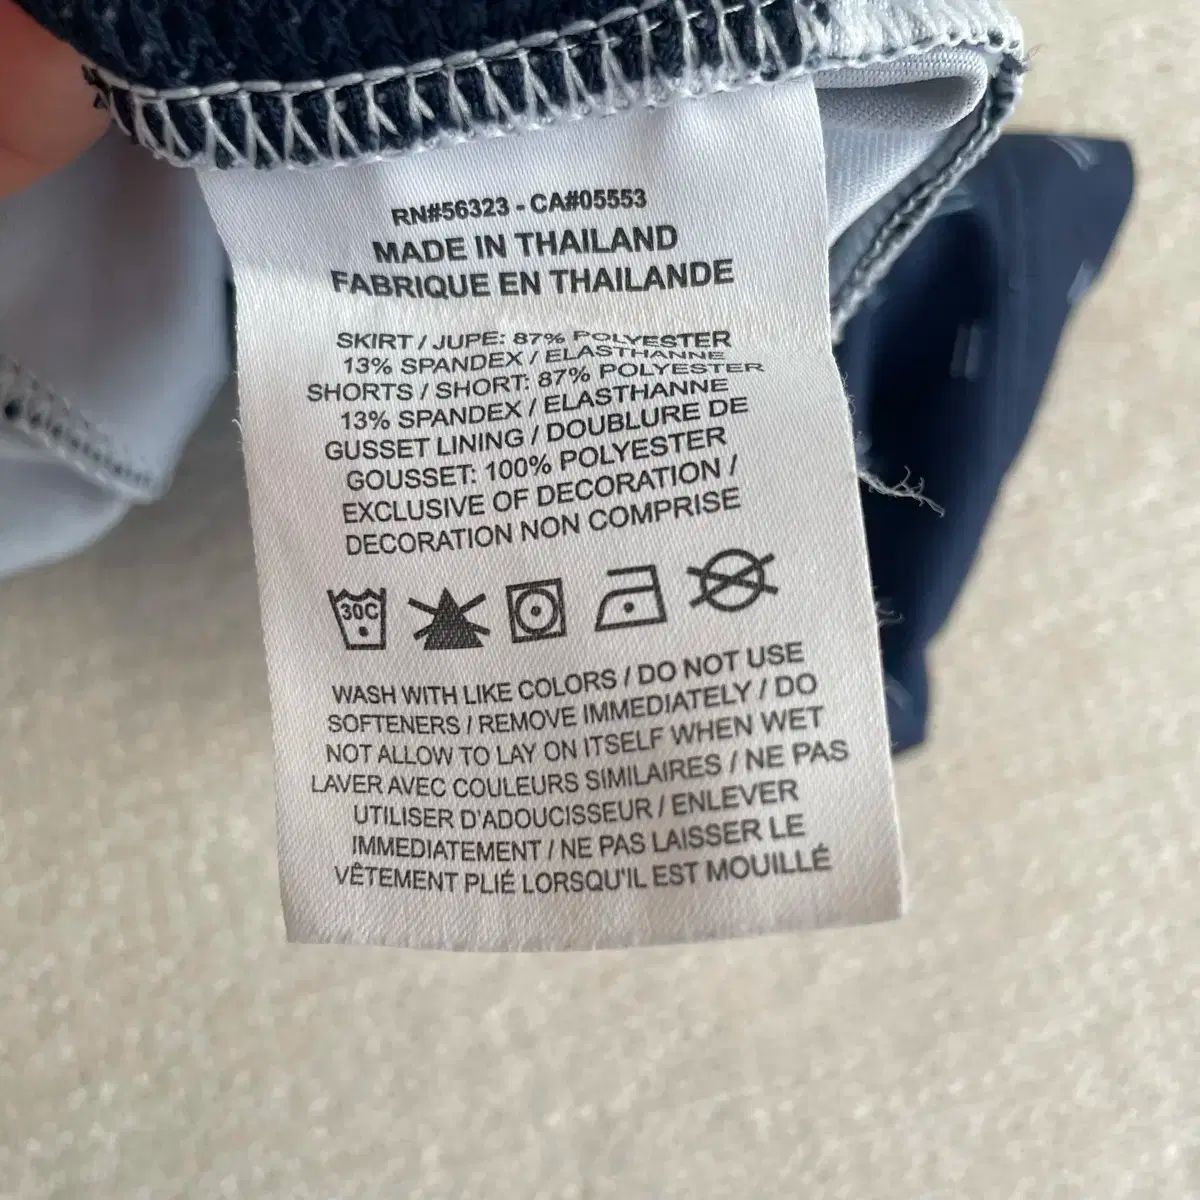 RN#56323 - CA#05553
MADE IN THAILAND
FABRIQUE EN THAILANDE
SKIRT / JUPE: 87% POLYESTER
13% SPANDEX / ELASTHANNE
SHORTS / SHORT: 87% POLYESTER
13% SPANDEX / ELASTHANNE
GUSSET LINING / DOUBLURE DE
GOUSSET: 100% POLYESTER
EXCLUSIVE OF DECORATION /
DECORATION NON COMPRISE
30C
WASH WITH LIKE COLORS / DO NOT USE
SOFTENERS / REMOVE IMMEDIATELY / DO
NOT ALLOW TO LAY ON ITSELF WHEN WET
LAVER AVEC COULEURS SIMILAIRES / NE PAS
UTILISER D'ADOUCISSEUR / ENLEVER
IMMEDIATEMENT / NE PAS LAISSER LE
VÊTEMENT PLIÉ LORSQU'IL EST MOUILLÉ